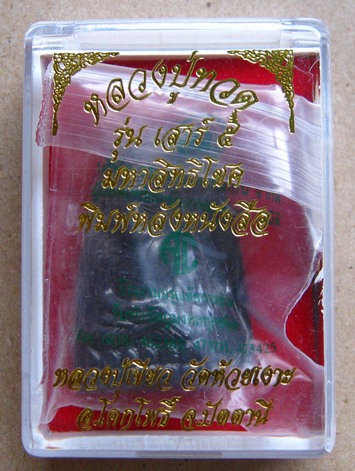 หลวงปู่ทวด
รุ่น เสาร์ ๕
มหาสิทธิโชค
พิมพ์หลังหนังสือ
หลวงปู่เขียว วัดห้วยเงาะ
อ.โคกโพธิ์ จ.ปัตตานี